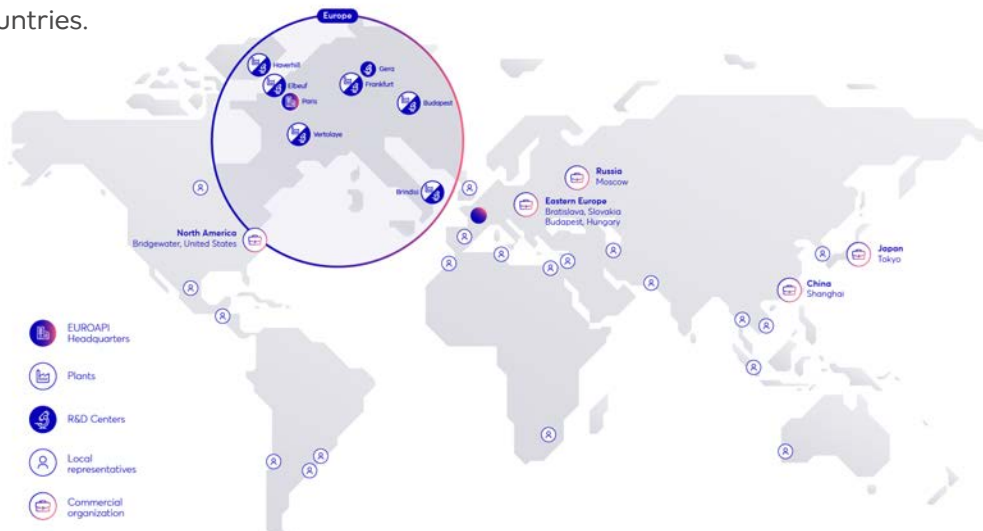 untries.
Europe
Haverhill
Elbeuf
Paris
Vertolaye
Gera
Frankfurt
Budapest
Brindisi
Russia
Moscow
Eastern Europe
Bratislava, Slovakia
Budapest, Hungary
North America
Bridgewater, United States
Japan
Tokyo
China
Shanghai
EUROAPI
Headquarters
Plants
R&D Centers
Local
representatives
Commercial
organization